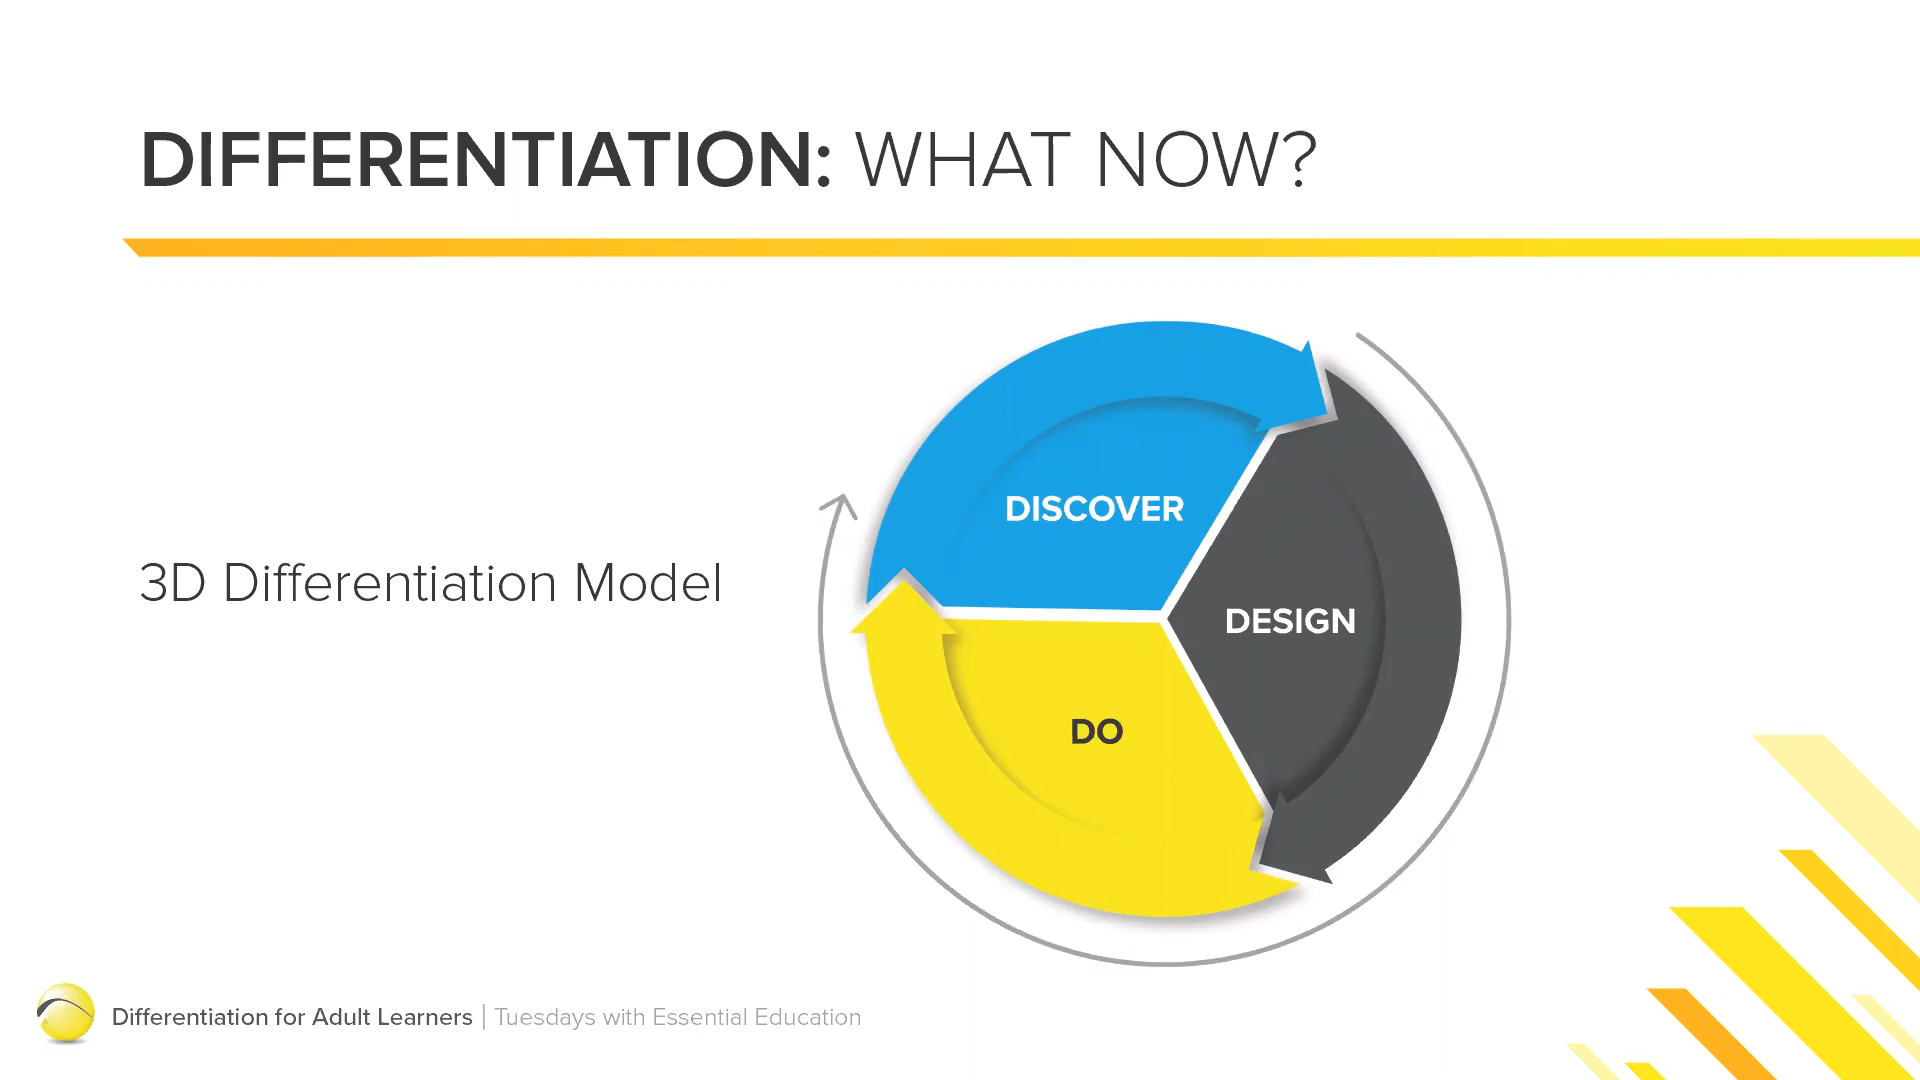 DIFFERENTIATION: WHAT NOW?
3D Differentiation Model
DISCOVER
DESIGN
DO
Differentiation for Adult Learners | Tuesdays with Essential Education